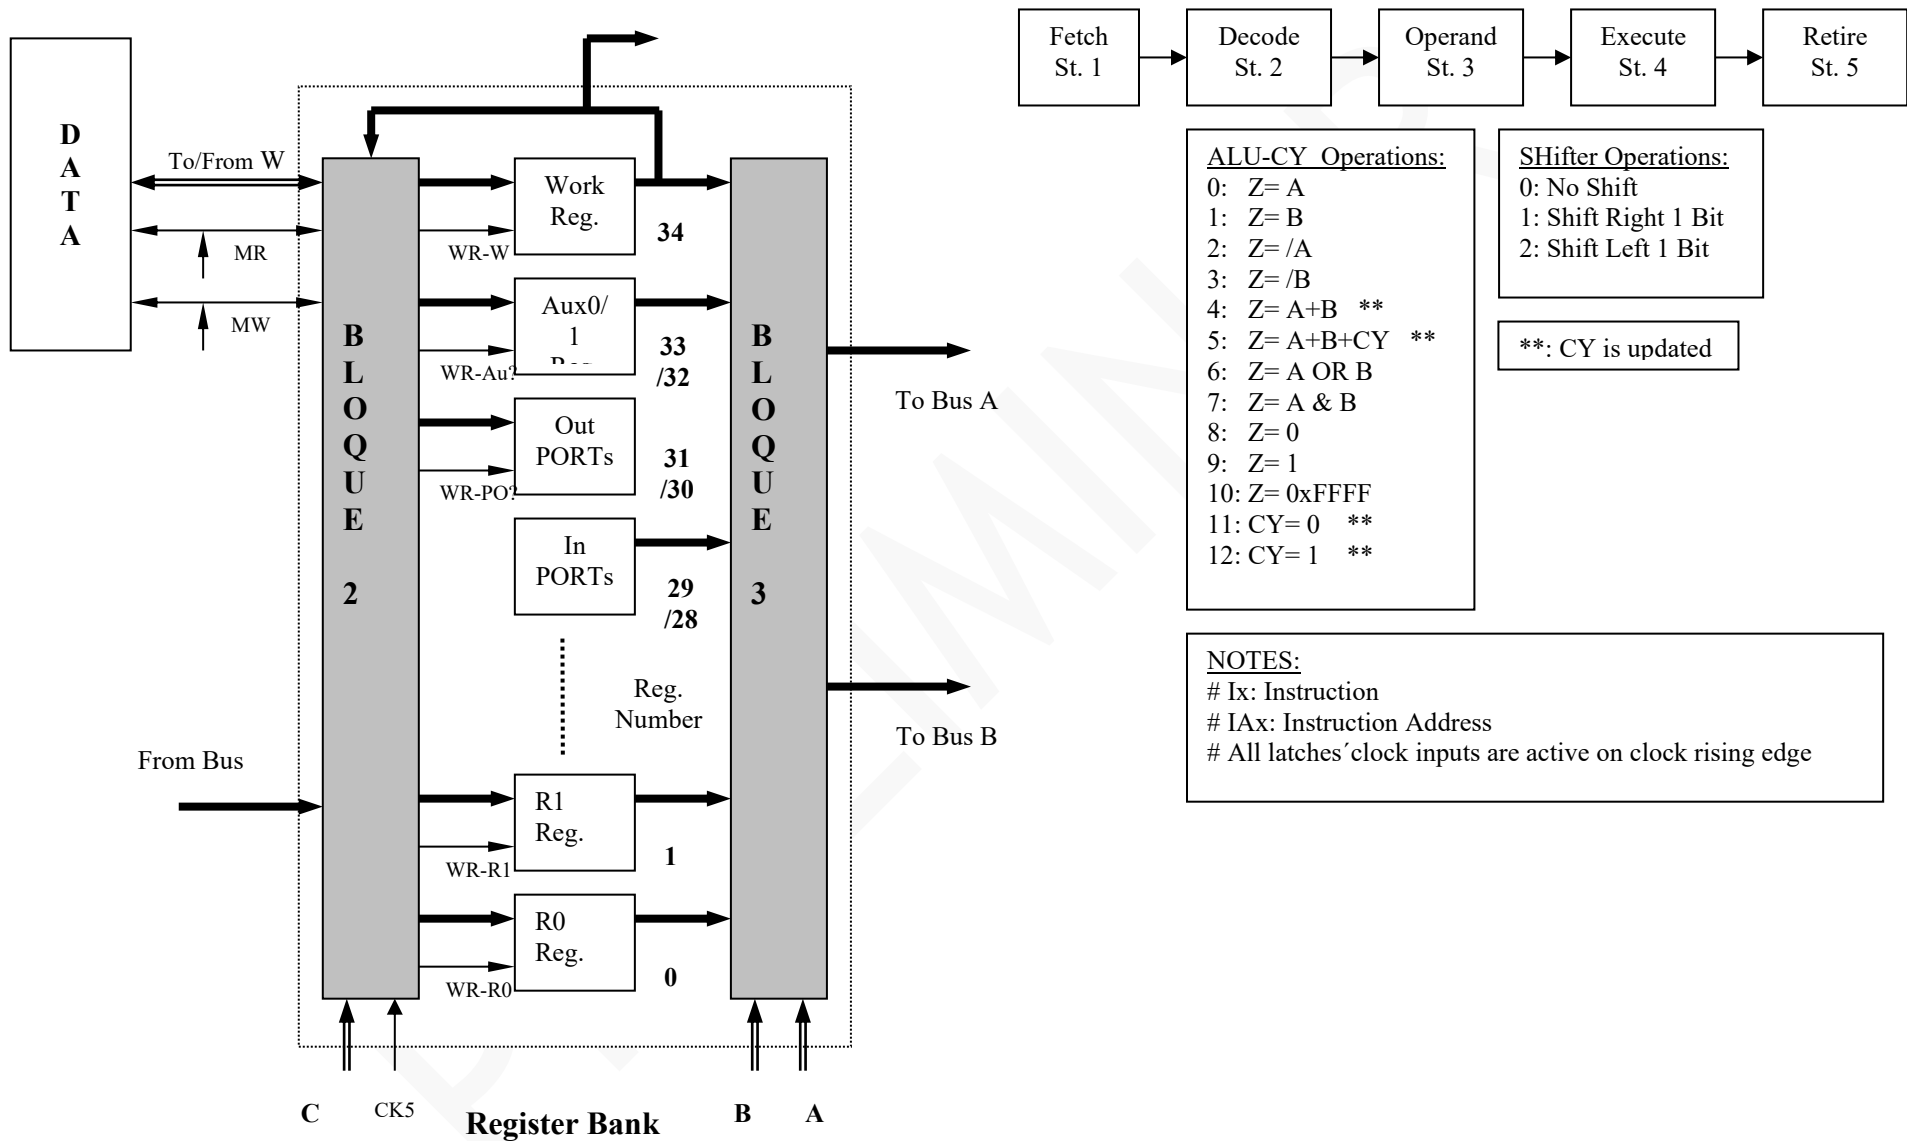 Fetch
St. 1
Decode
St. 2
Operand
St. 3
Execute
St. 4
Retire
St. 5
D
A
T
A
To/From W
MR
MW
B
L
O
Q
U
E
2
Work
Reg.
34
WR-W
Aux0/
1
33
/32
WR-Au?
Out
PORTs
31
/30
WR-PO?
In
PORTs
29
/28
Reg.
Number
From Bus
R1
Reg.
1
WR-R1
R0
Reg.
0
WR-R0
B
L
O
Q
U
E
3
To Bus A
To Bus B
C
CK5
B
A
Register Bank
ALU-CY Operations:
0: Z= A
1: Z= B
2: Z= /A
3: Z= /B
4: Z= A+B **
5: Z= A+B+CY **
6: Z= A OR B
7: Z= A & B
8: Z= 0
9: Z= 1
10: Z= 0xFFFF
11: CY= 0 **
12: CY= 1 **
SHifter Operations:
0: No Shift
1: Shift Right 1 Bit
2: Shift Left 1 Bit
**: CY is updated
NOTES:
# Ix: Instruction
# IAx: Instruction Address
# All latches´clock inputs are active on clock rising edge